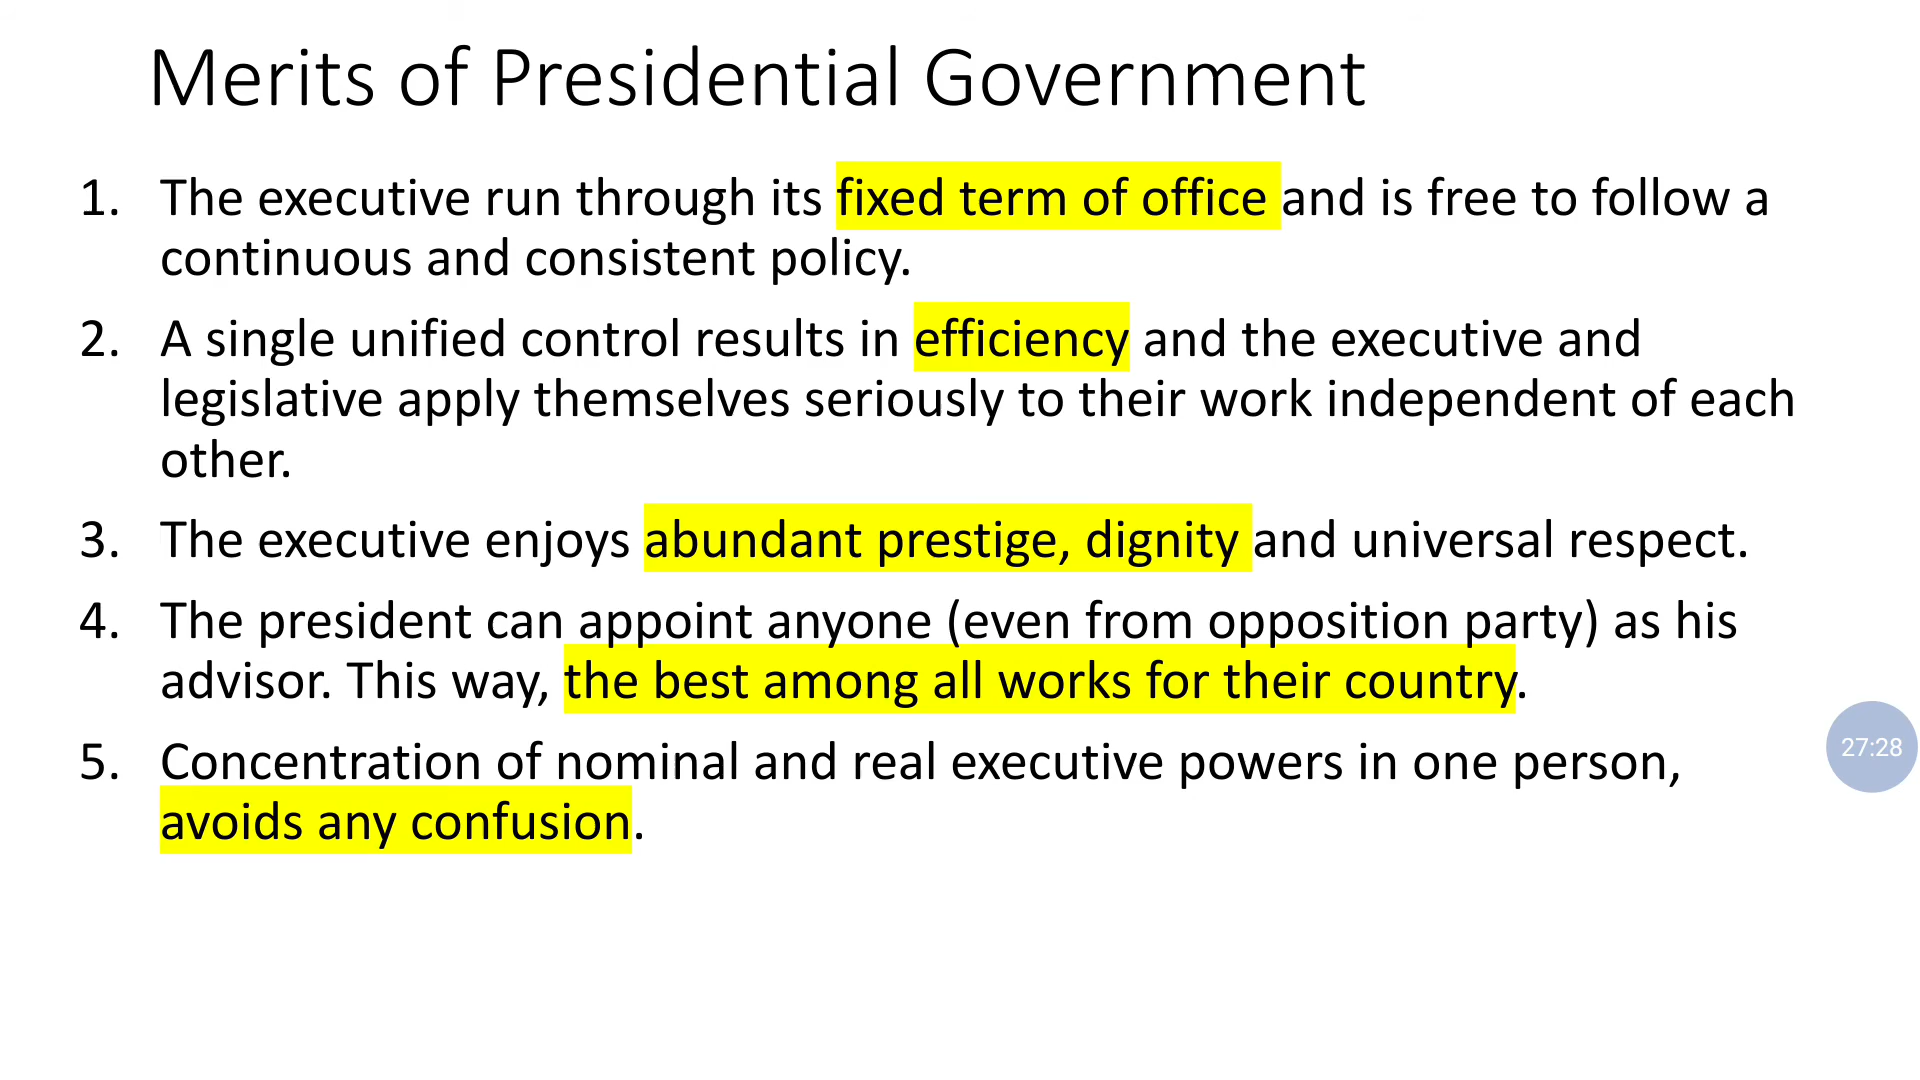 Merits of Presidential Government
1. The executive run through its fixed term of office and is free to follow a
continuous and consistent policy.
2. A single unified control results in efficiency and the executive and
legislative apply themselves seriously to their work independent of each
other.
3. The executive enjoys abundant prestige, dignity and universal respect.
4. The president can appoint anyone (even from opposition party) as his
advisor. This way, the best among all works for their country.
5. Concentration of nominal and real executive powers in one person,
avoids any confusion.
27:28